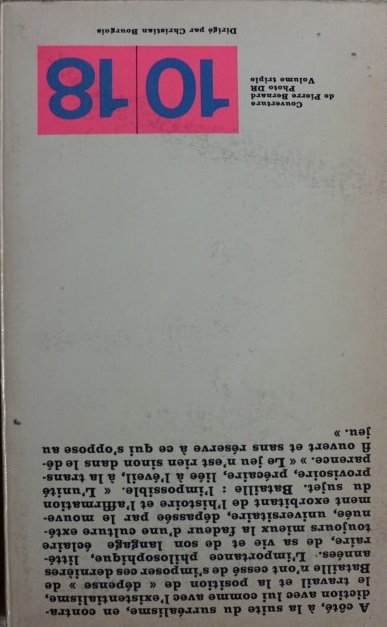 A côté, à la suite du surréalisme, en contra-
diction avec lui comme avec l'existentialisme,
le travail et la position de « dépense » de
Bataille n'ont cessé de s'imposer ces dernières
années. L'importance philosophique, litté-
raire, de sa vie et de son langage éclaire
toujours mieux la fadeur d'une culture exté-
nuée, universitaire, dépassée par le mouve-
ment exorbitant de l'histoire et l'affirmation
du sujet. Bataille : l'impossible. « L'unité
provisoire, précaire, liée à l'éveil, à la trans-
parence. » « Le jeu n'est rien sinon dans le dé-
fi ouvert et sans réserve à ce qui s'oppose au
jeu. »
Couverture
de Pierre Bernard
Photo DR
Volume triple
10 18
Dirigé par Christian Bourgois